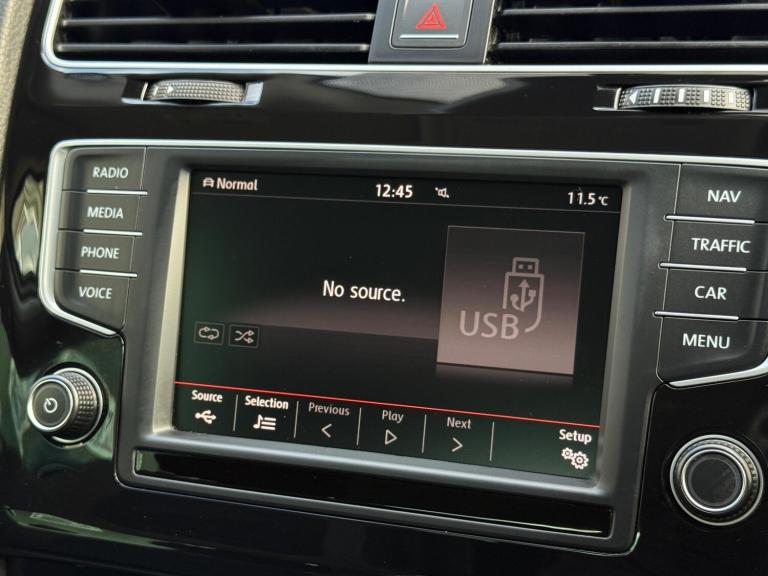 RADIO
MEDIA
PHONE
VOICE
Normal
12:45
11.5°C
No source.
USB
Source
Selection
Previous
Play
Next
Setup
NAV
TRAFFIC
CAR
MENU